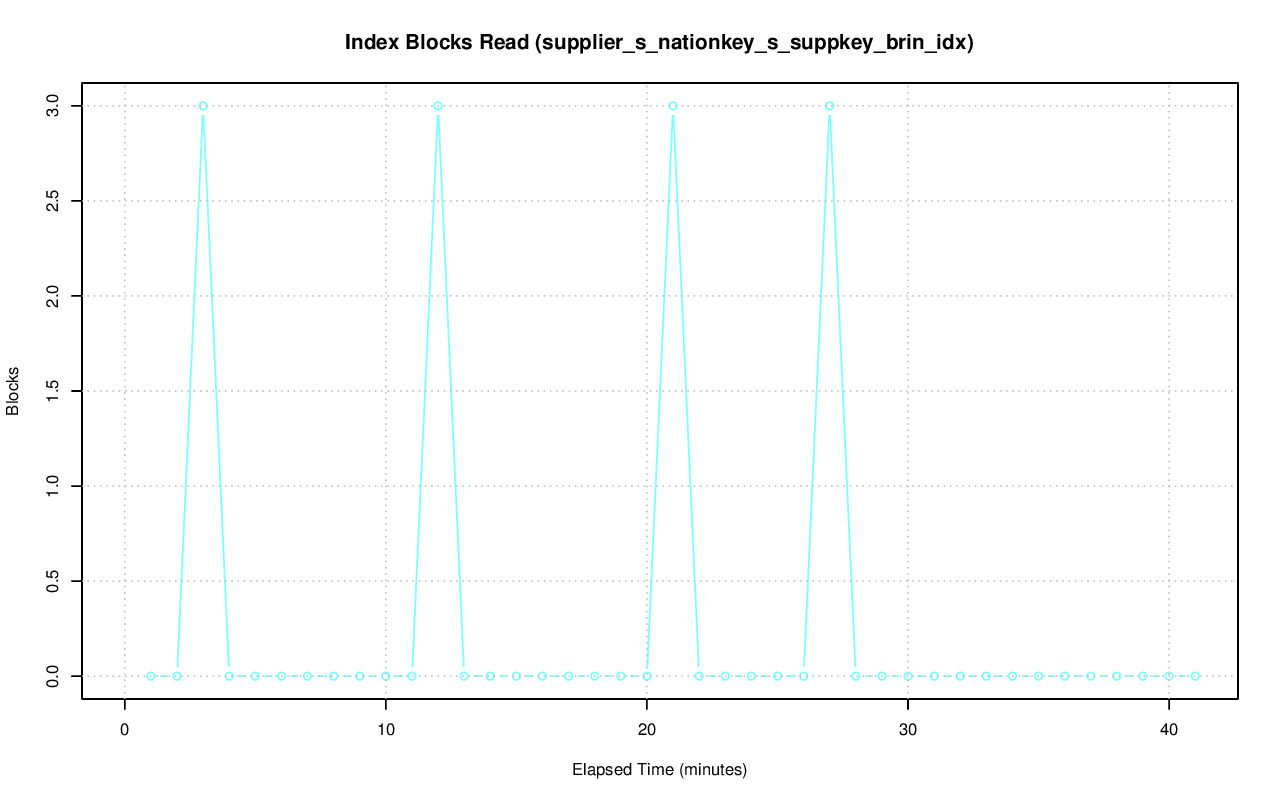 Index Blocks Read (supplier_s_nationkey_s_suppkey_brin_idx)
3.0
2.5
2.0
1.5
1.0
0.5
0.0
Blocks
0 10 20 30 40
Elapsed Time (minutes)